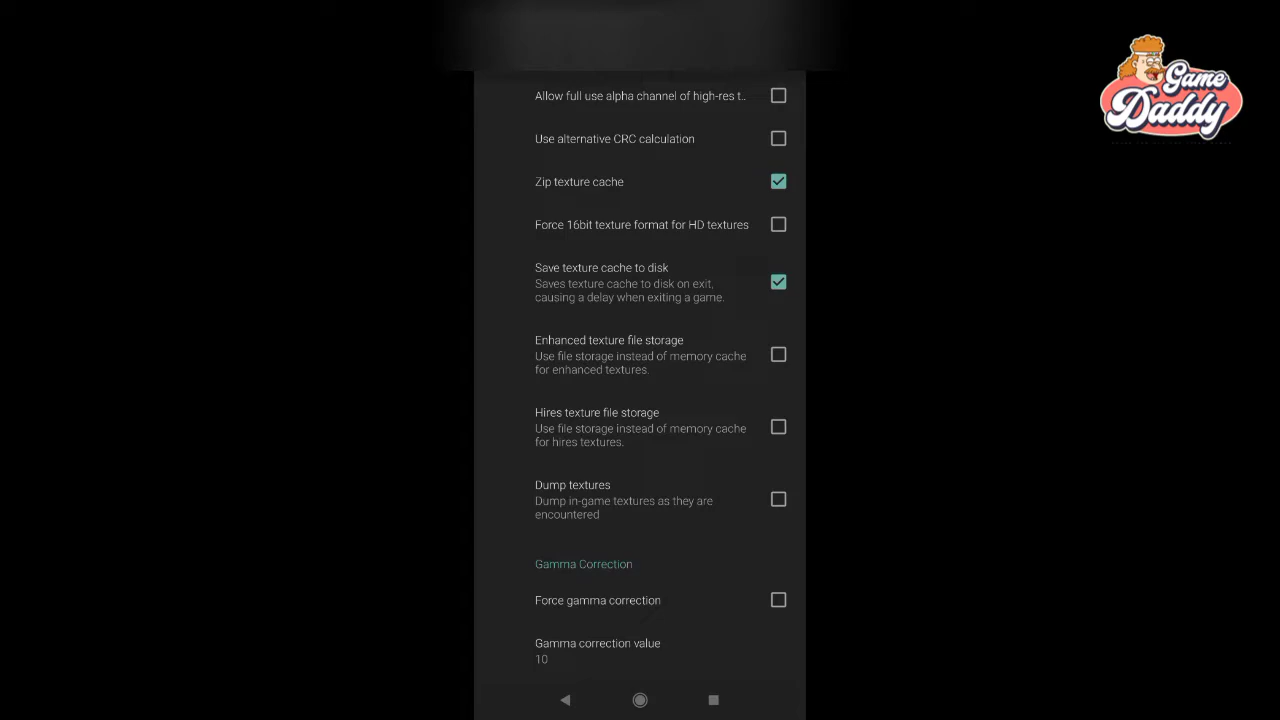 Game
Daddy
Allow full use alpha channel of high-res t..
Use alternative CRC calculation
Zip texture cache
Force 16bit texture format for HD textures
Save texture cache to disk
Saves texture cache to disk on exit,
causing a delay when exiting a game.
Enhanced texture file storage
Use file storage instead of memory cache
for enhanced textures.
Hires texture file storage
Use file storage instead of memory cache
for hires textures.
Dump textures
Dump in-game textures as they are
encountered
Gamma Correction
Force gamma correction
Gamma correction value
10